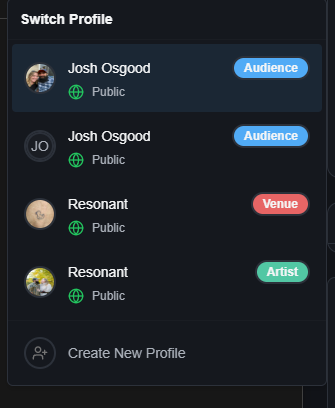 Switch Profile
Josh Osgood Audience
Public
JO Josh Osgood Audience
Public
Resonant Venue
Public
Resonant Artist
Public
Create New Profile